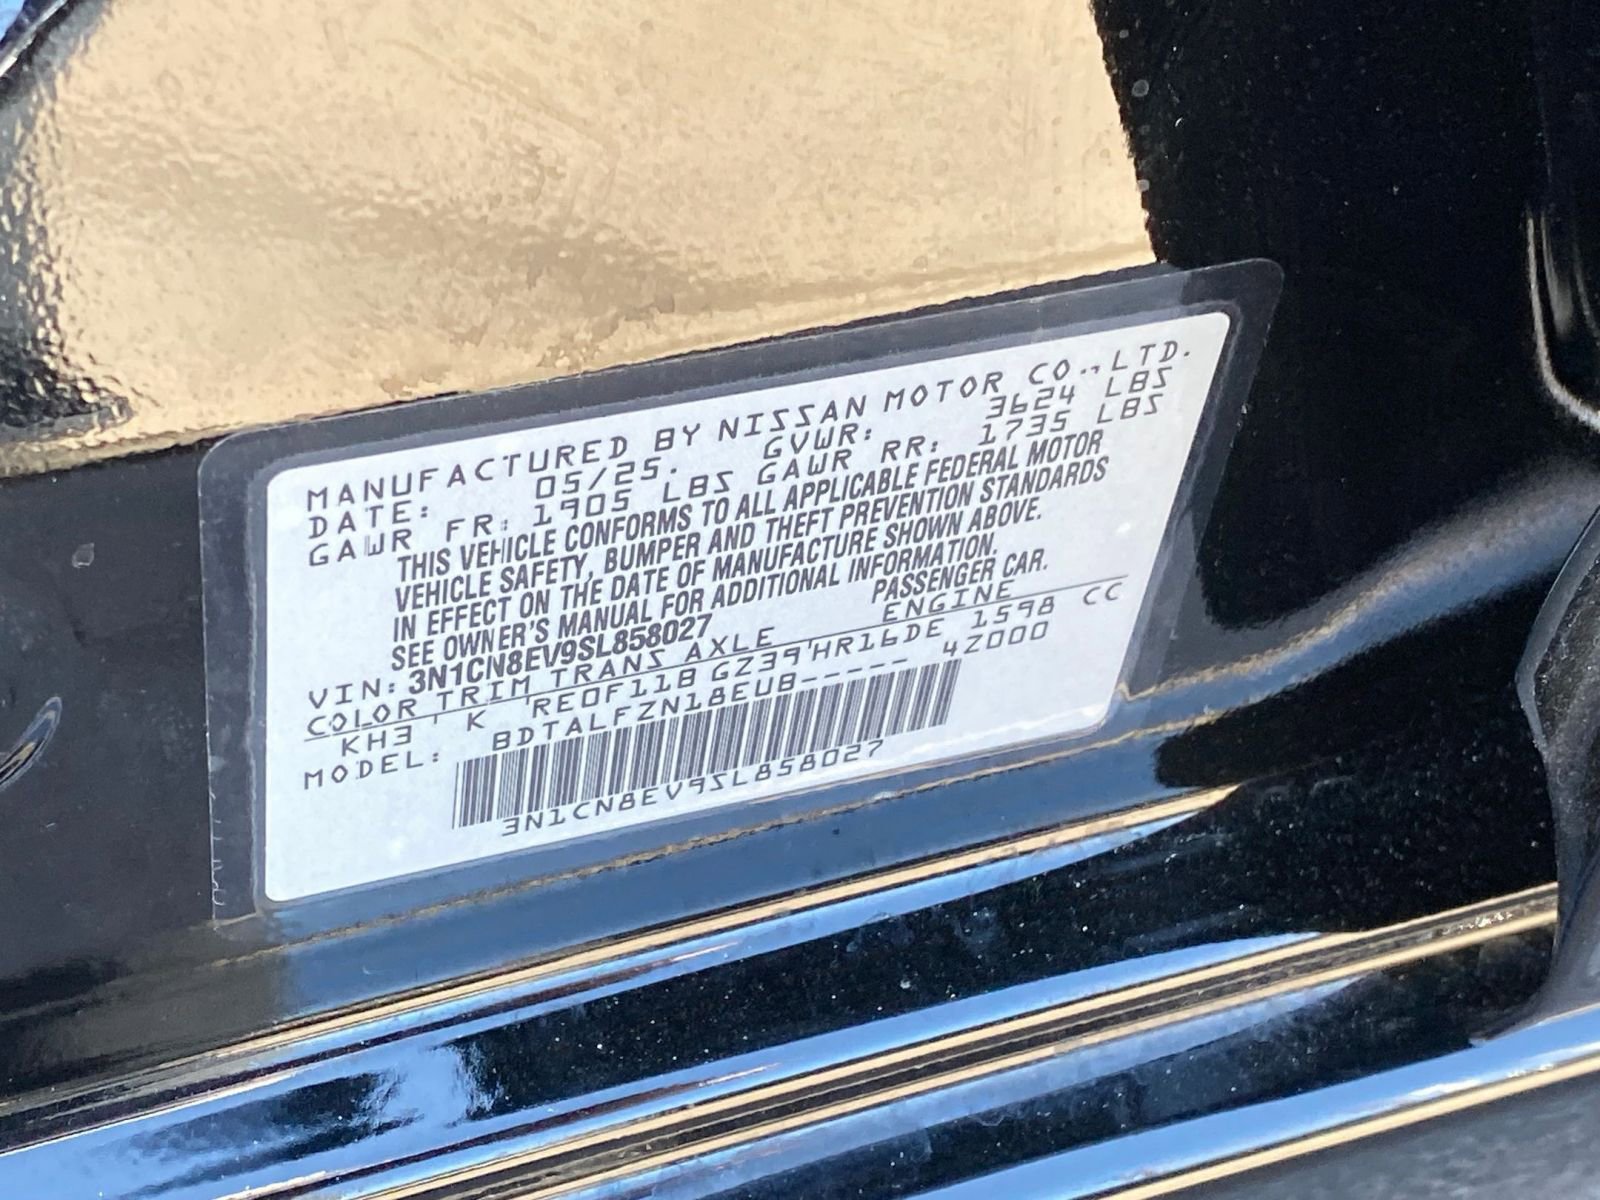 MANUFACTURED BY NISSAN MOTOR CO., LTD.
DATE: 05/25. GVWR: 3624 LBS
GAWR FR: 1905 LBS GAWR RR: 1735 LBS
THIS VEHICLE CONFORMS TO ALL APPLICABLE FEDERAL MOTOR
VEHICLE SAFETY, BUMPER AND THEFT PREVENTION STANDARDS
IN EFFECT ON THE DATE OF MANUFACTURE SHOWN ABOVE.
SEE OWNER'S MANUAL FOR ADDITIONAL INFORMATION.
VIN: 3N1CN8EV9SL858027 PASSENGER CAR.
COLOR TRIM TRANS AXLE ENGINE
KH3 K RE0F11B GZ39 HR16DE 1598 CC
MODEL: BDTALFZN18EUB----- 4Z000
3N1CN8EV9SL858027